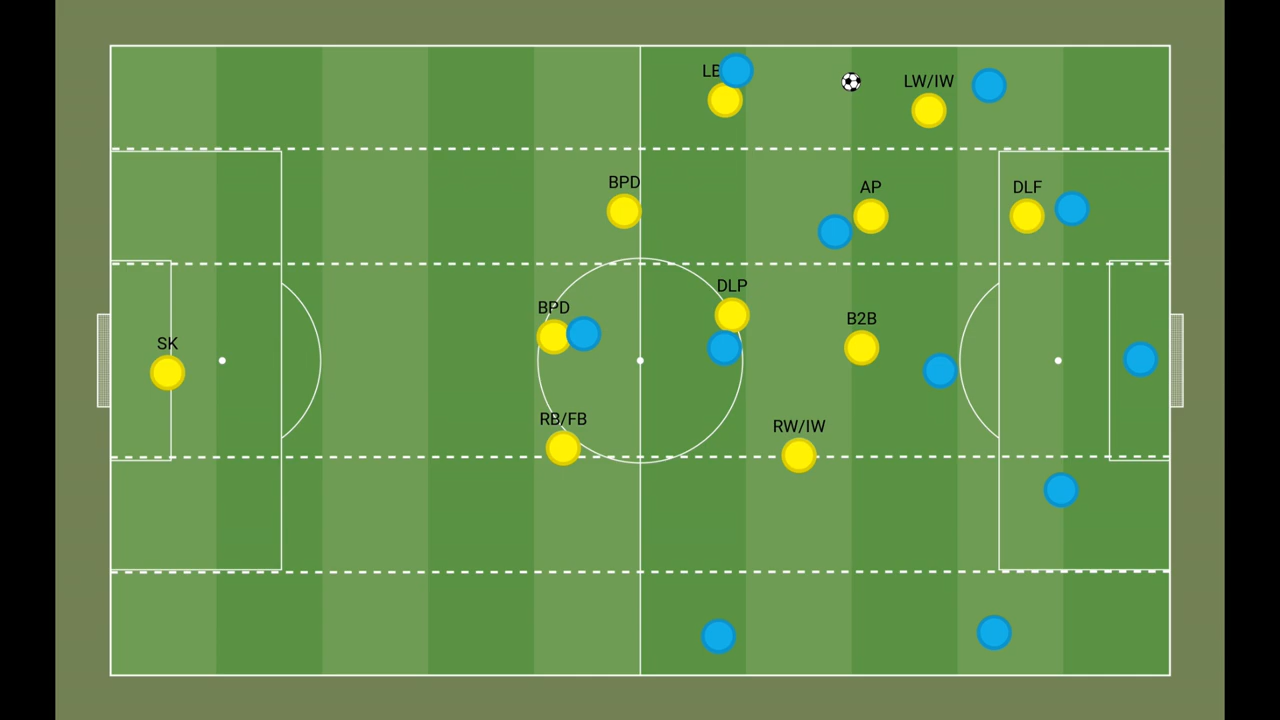 LB
LW/IW
BPD
AP
DLF
DLP
BPD
B2B
SK
RB/FB
RW/IW